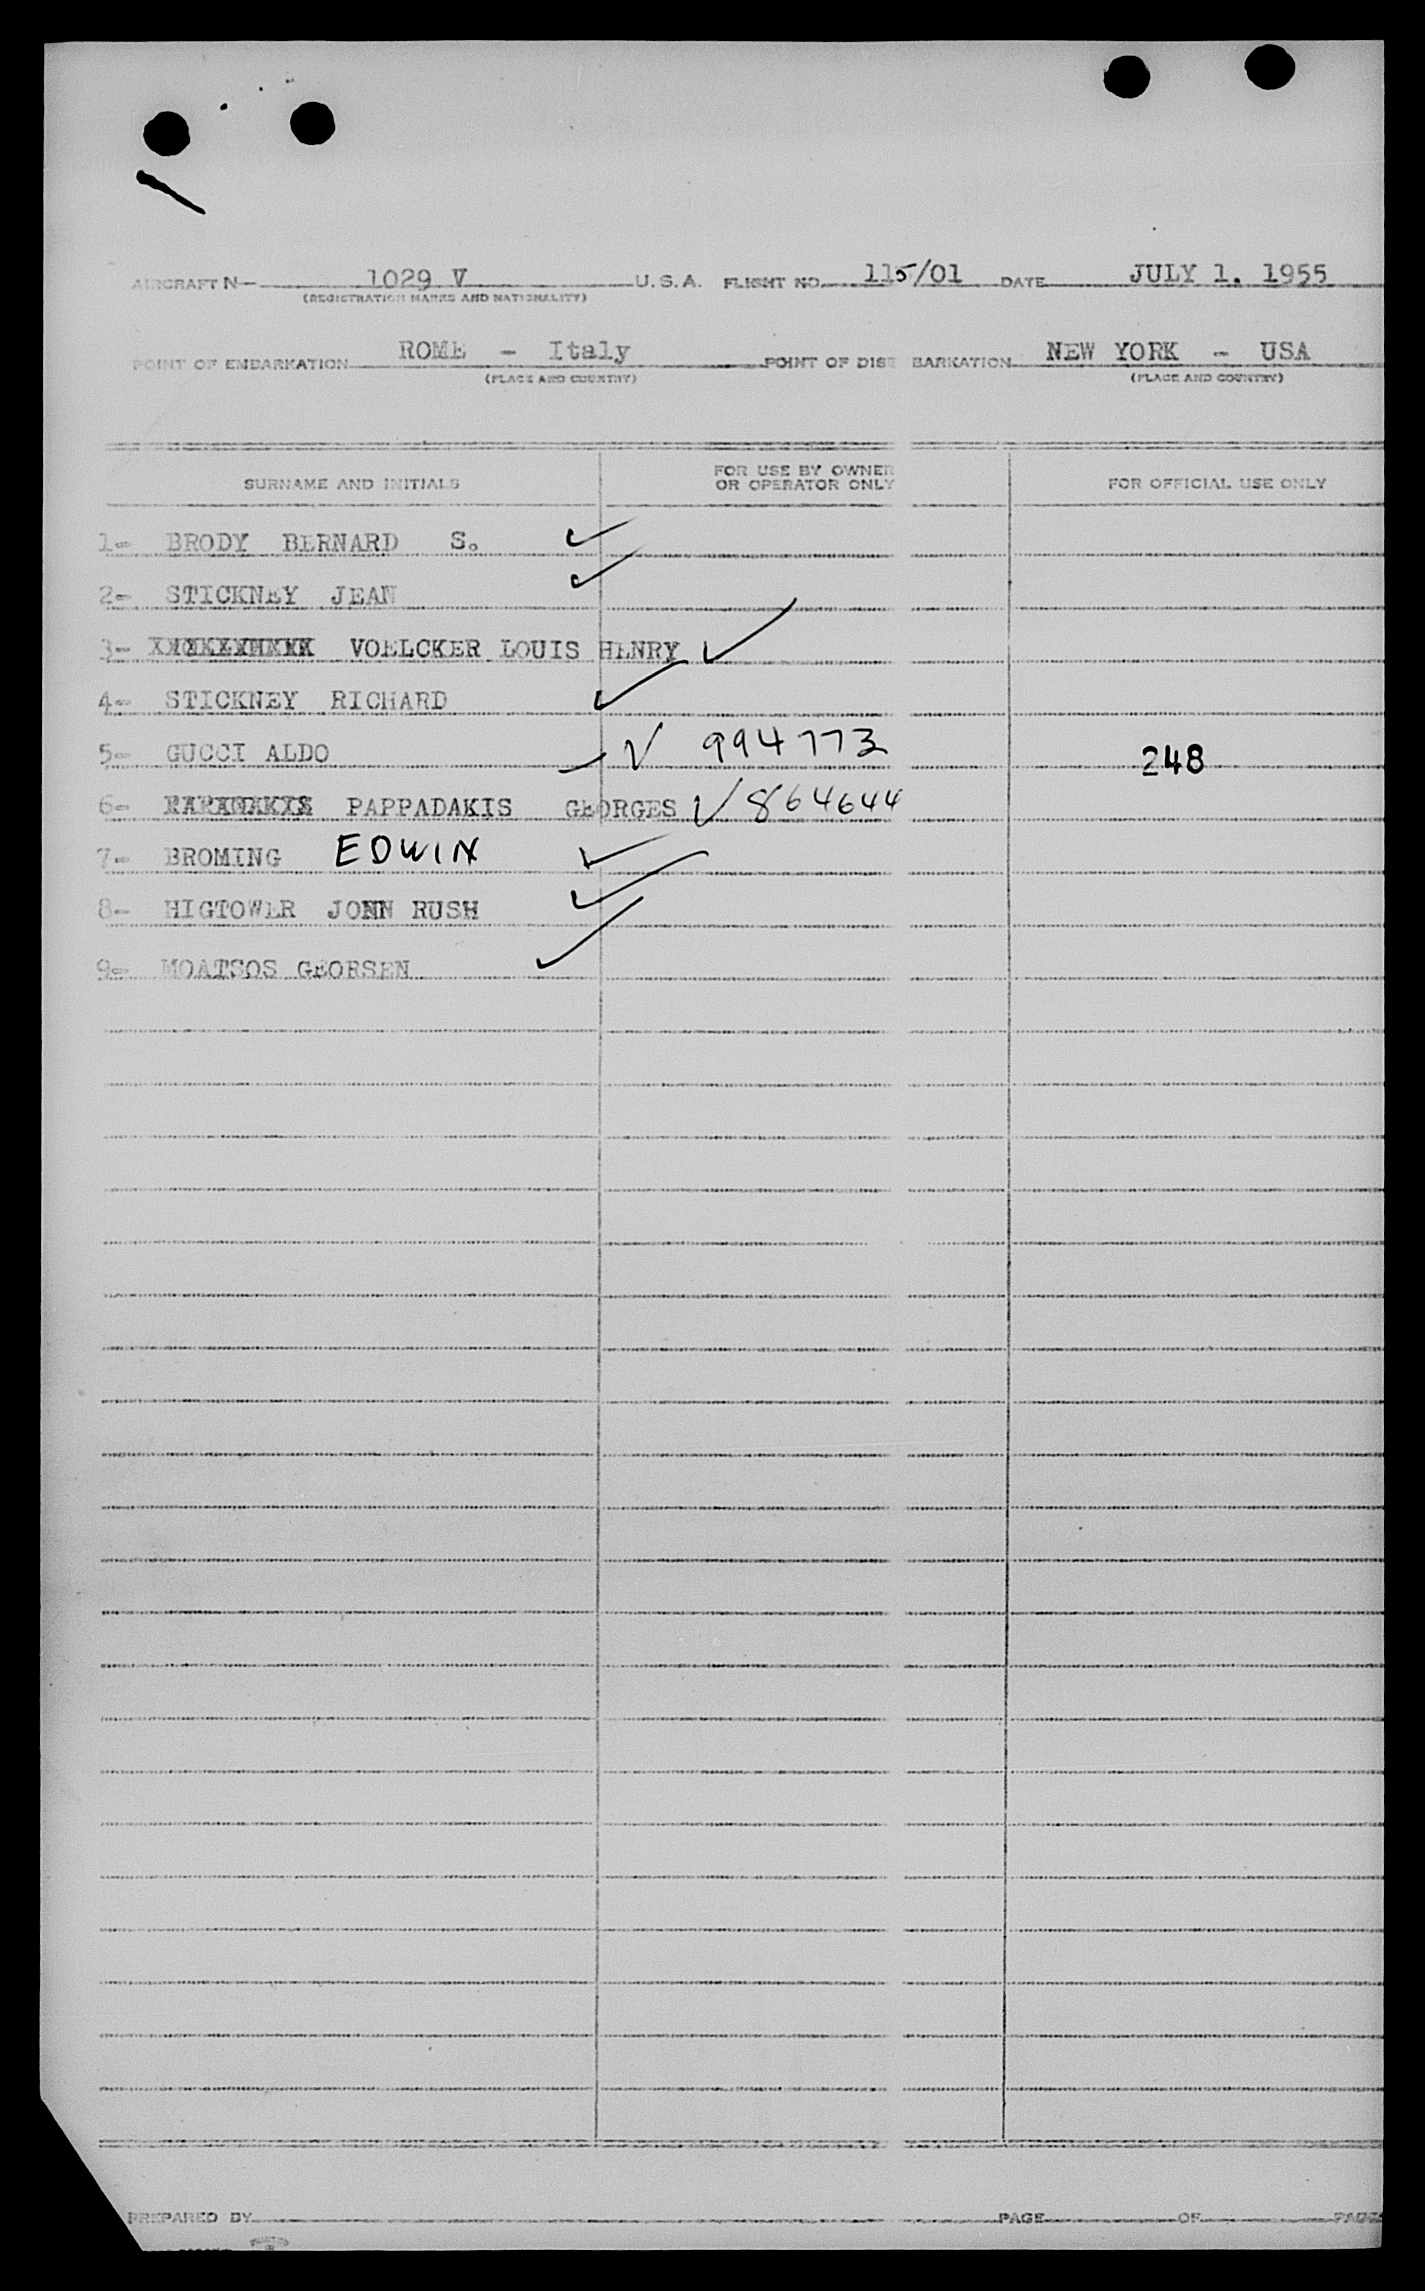 AIRCRAFT N- 1029 V U.S.A. FLIGHT NO. 115/01 DATE JULY 1. 1955
(REGISTRATION MARKS AND NATIONALITY)
POINT OF EMBARKATION ROME - Italy POINT OF DISE BARKATION NEW YORK - USA
(PLACE AND COUNTRY) (PLACE AND COUNTRY)
SURNAME AND INITIALS
FOR USE BY OWNER
OR OPERATOR ONLY
FOR OFFICIAL USE ONLY
1- BRODY BERNARD S. ✓
2- STICKNEY JEAN ✓
3- VOELCKER LOUIS HENRY ✓
4- STICKNEY RICHARD ✓
5- GUCCI ALDO ✓ 994773 248
6- PAPPADAKIS GEORGES ✓ 864644
7- BROMING EDWIN ✓
8- HIGTOWER JOHN RUSH ✓
9- MOATSOS GEORSEN ✓
PREPARED BY PAGE OF PAGES